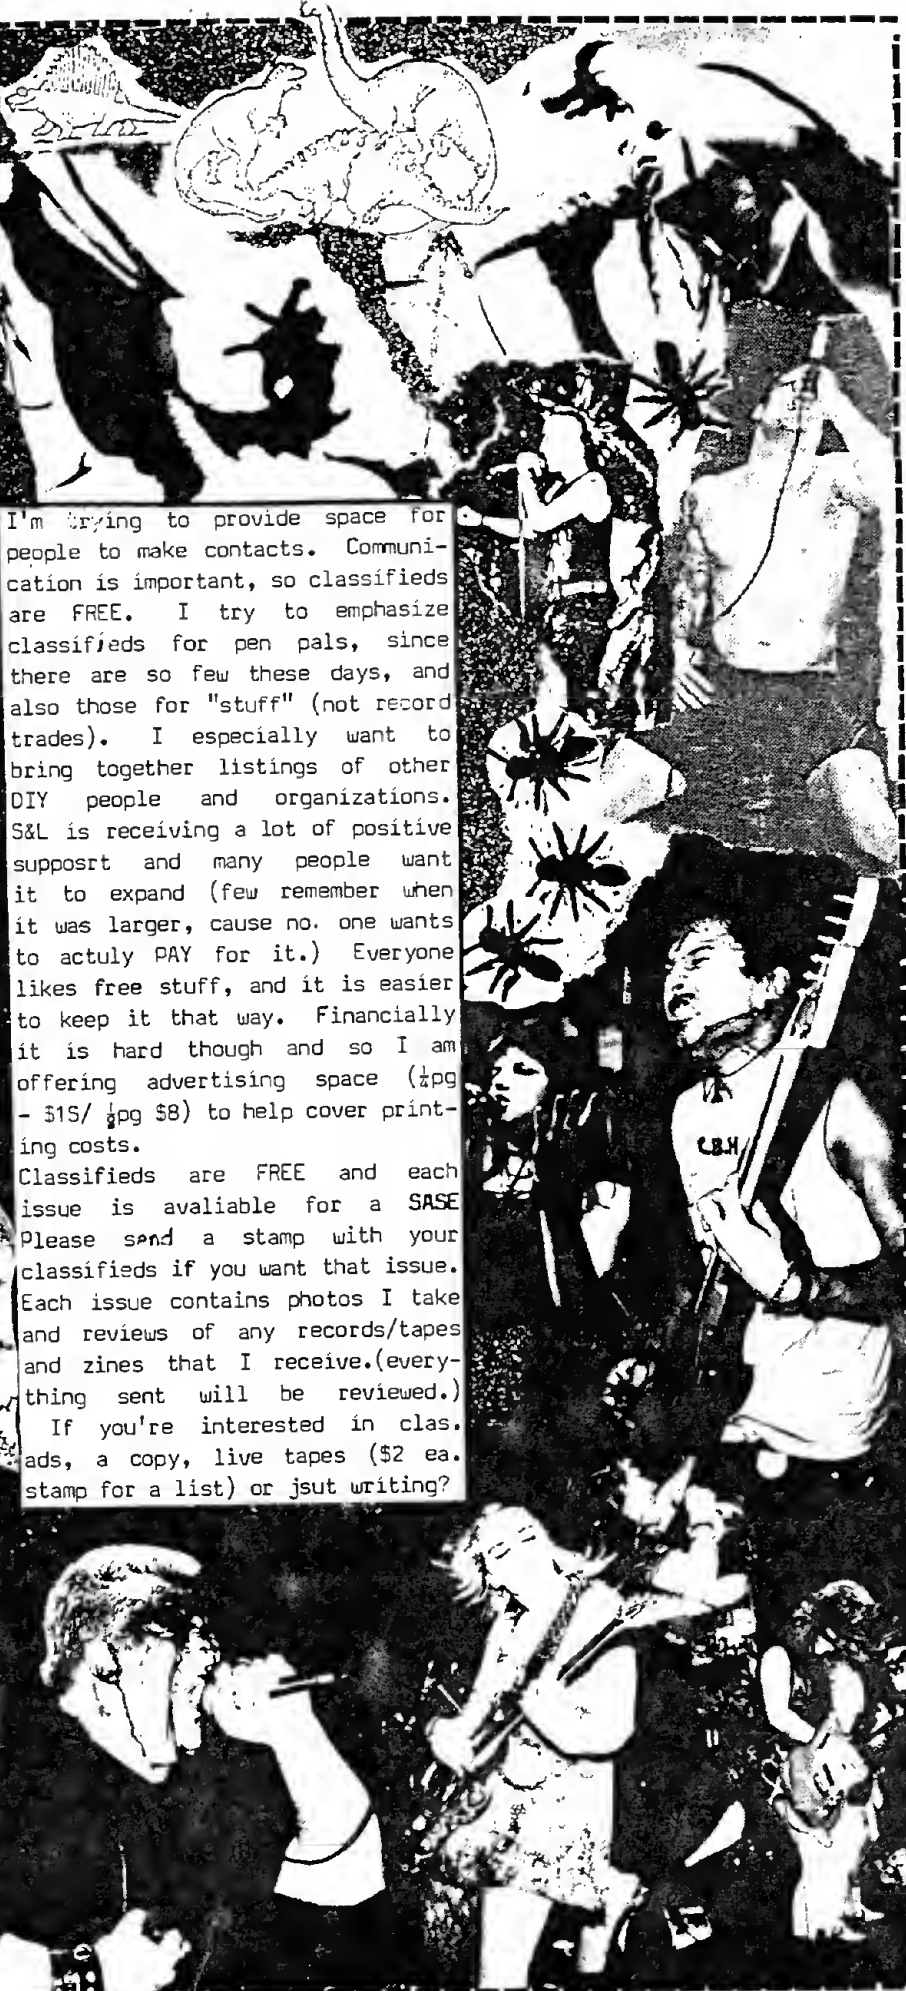 I'm trying to provide space for
people to make contacts. Communi-
cation is important, so classifieds
are FREE. I try to emphasize
classifieds for pen pals, since
there are so few these days, and
also those for "stuff" (not record
trades). I especially want to
bring together listings of other
DIY people and organizations.
S&L is receiving a lot of positive
supposrt and many people want
it to expand (few remember when
it was larger, cause no. one wants
to actuly PAY for it.) Everyone
likes free stuff, and it is easier
to keep it that way. Financially
it is hard though and so I am
offering advertising space (¼pg
- $15/ ⅛pg $8) to help cover print-
ing costs.
Classifieds are FREE and each
issue is avaliable for a SASE
Please send a stamp with your
classifieds if you want that issue.
Each issue contains photos I take
and reviews of any records/tapes
and zines that I receive.(every-
thing sent will be reviewed.)
If you're interested in clas.
ads, a copy, live tapes ($2 ea.
stamp for a list) or jsut writing?
C.B.H